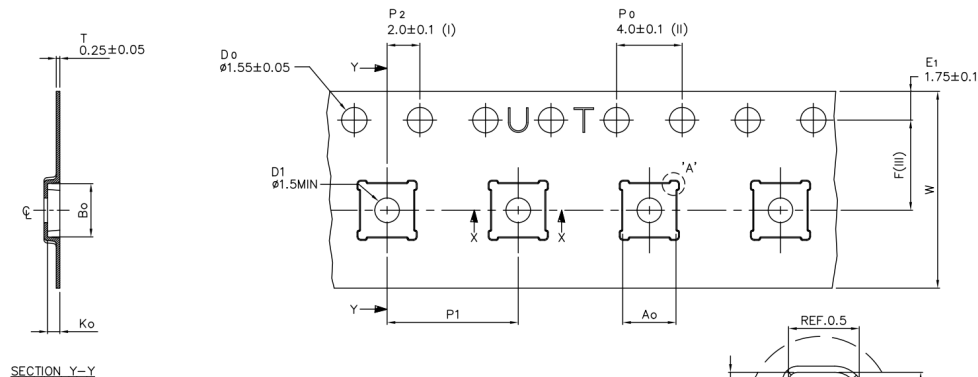 T
0.25±0.05
P2
2.0±0.1 (I)
P0
4.0±0.1 (II)
D0
ø1.55±0.05
Y
E1
1.75±0.1
U T
D1
ø1.5MIN
'A'
F(III)
W
℄
Bo
X
X
Ko
Y
P1
Ao
REF.0.5
SECTION Y-Y